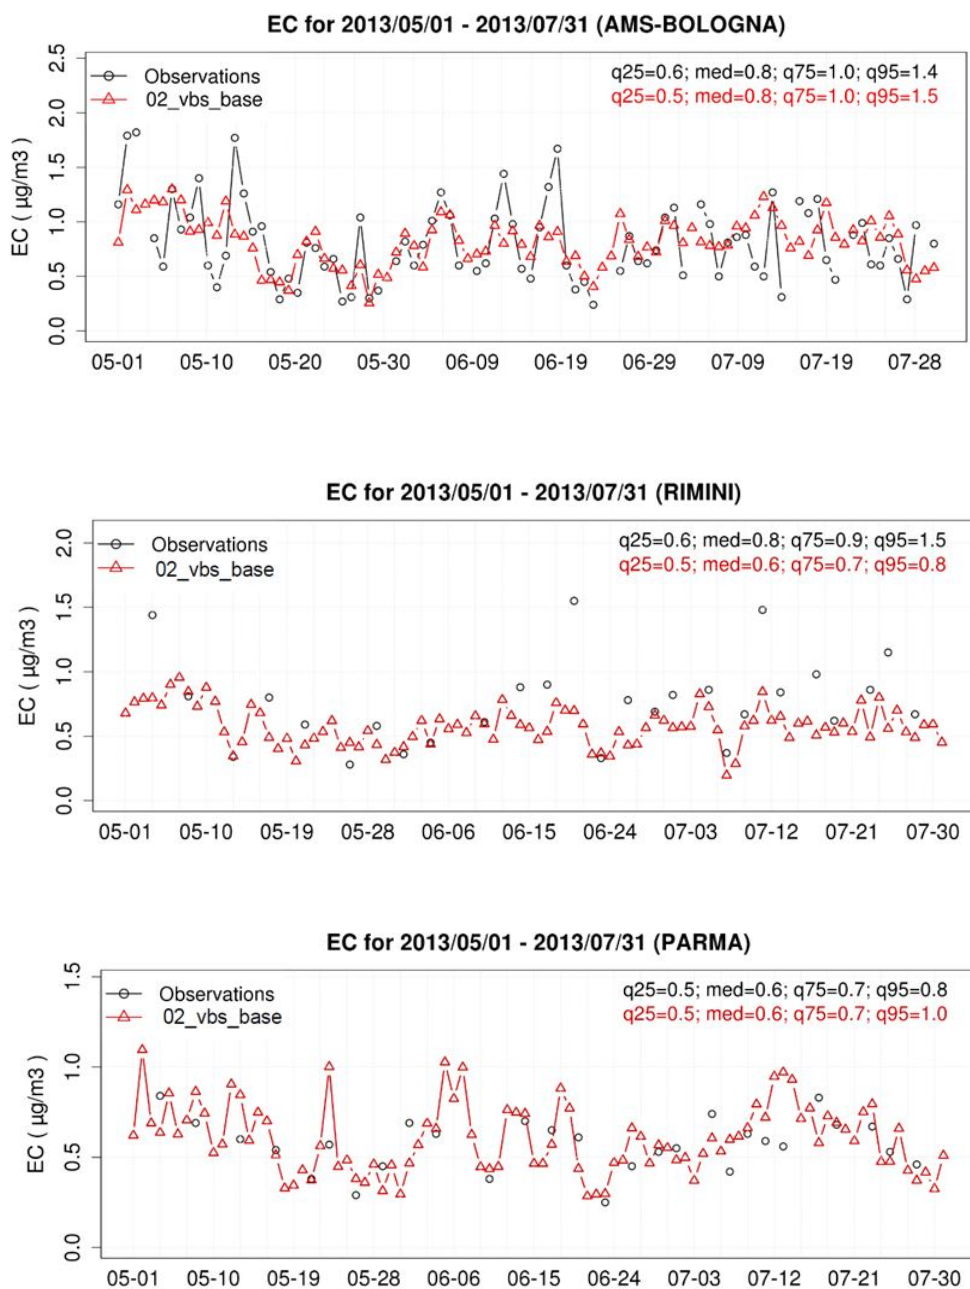 EC for 2013/05/01 - 2013/07/31 (AMS-BOLOGNA)
Observations
02_vbs_base
q25=0.6; med=0.8; q75=1.0; q95=1.4
q25=0.5; med=0.8; q75=1.0; q95=1.5
EC ( µg/m3 )
2.5
2.0
1.5
1.0
0.5
0.0
05-01 05-10 05-20 05-30 06-09 06-19 06-29 07-09 07-19 07-28
EC for 2013/05/01 - 2013/07/31 (RIMINI)
Observations
02_vbs_base
q25=0.6; med=0.8; q75=0.9; q95=1.5
q25=0.5; med=0.6; q75=0.7; q95=0.8
EC ( µg/m3 )
2.0
1.5
1.0
0.5
0.0
05-01 05-10 05-19 05-28 06-06 06-15 06-24 07-03 07-12 07-21 07-30
EC for 2013/05/01 - 2013/07/31 (PARMA)
Observations
02_vbs_base
q25=0.5; med=0.6; q75=0.7; q95=0.8
q25=0.5; med=0.6; q75=0.7; q95=1.0
EC ( µg/m3 )
1.5
1.0
0.5
0.0
05-01 05-10 05-19 05-28 06-06 06-15 06-24 07-03 07-12 07-21 07-30